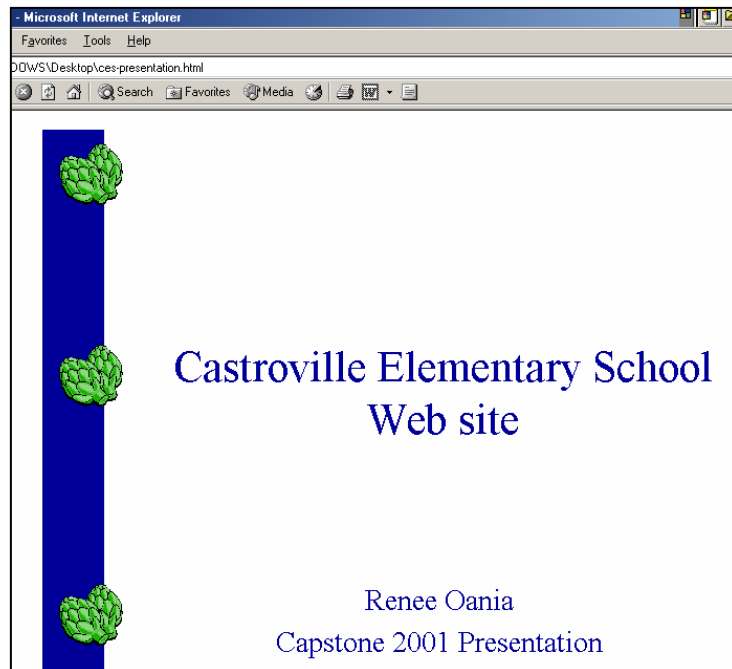 - Microsoft Internet Explorer
Favorites Tools Help
DOWS\Desktop\ces-presentation.html
Search Favorites Media
Castroville Elementary School
Web site
Renee Oania
Capstone 2001 Presentation